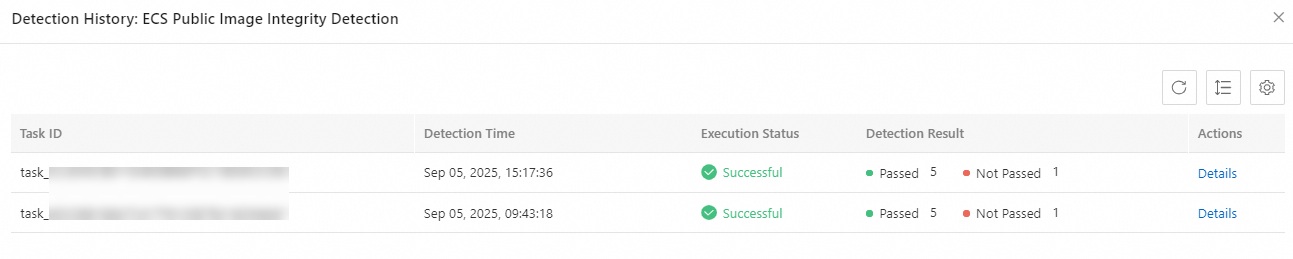 Detection History: ECS Public Image Integrity Detection
Task ID Detection Time Execution Status Detection Result Actions
task_ Sep 05, 2025, 15:17:36 Successful Passed 5 Not Passed 1 Details
task_ Sep 05, 2025, 09:43:18 Successful Passed 5 Not Passed 1 Details